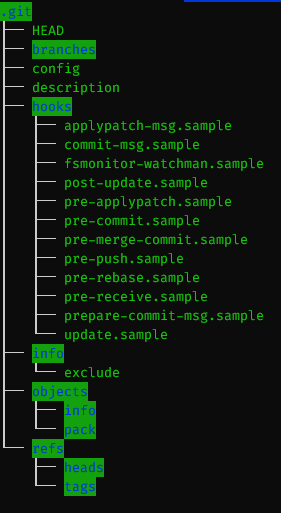 .git
HEAD
branches
config
description
hooks
applypatch-msg.sample
commit-msg.sample
fsmonitor-watchman.sample
post-update.sample
pre-applypatch.sample
pre-commit.sample
pre-merge-commit.sample
pre-push.sample
pre-rebase.sample
pre-receive.sample
prepare-commit-msg.sample
update.sample
info
exclude
objects
info
pack
refs
heads
tags